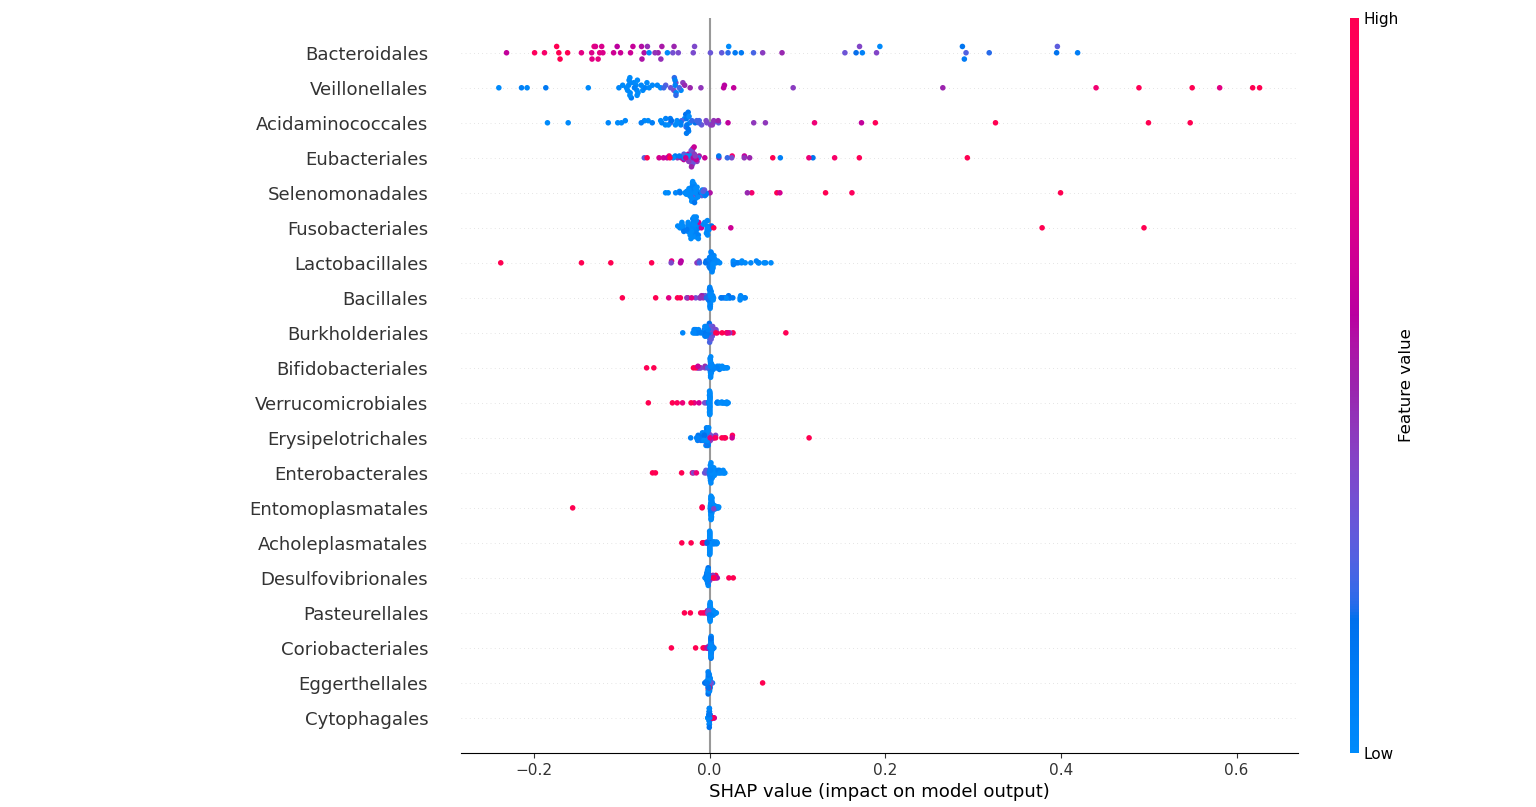 High
Bacteroidales
Veillonellales
Acidaminococcales
Eubacteriales
Selenomonadales
Fusobacteriales
Lactobacillales
Bacillales
Burkholderiales
Bifidobacteriales
Verrucomicrobiales
Erysipelotrichales
Enterobacterales
Entomoplasmatales
Acholeplasmatales
Desulfovibrionales
Pasteurellales
Coriobacteriales
Eggerthellales
Cytophagales
Feature value
Low
−0.2 0.0 0.2 0.4 0.6
SHAP value (impact on model output)